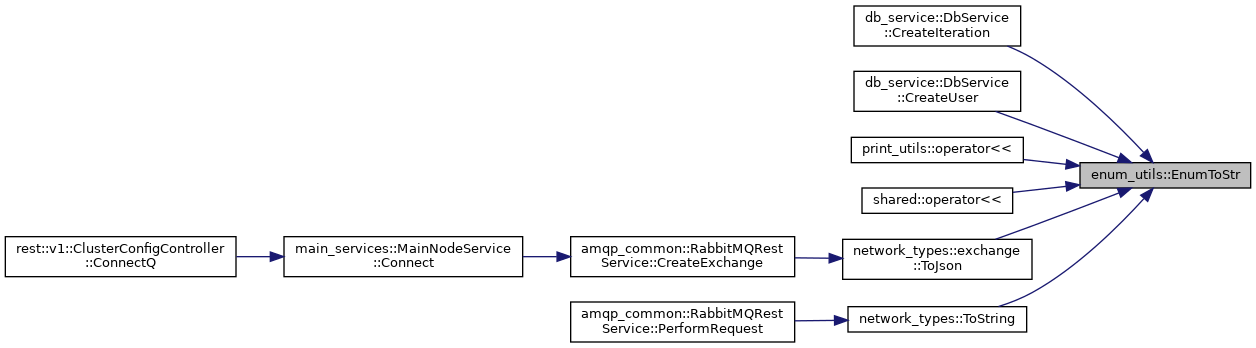 db_service::DbService
::CreateIteration
db_service::DbService
::CreateUser
print_utils::operator<<
enum_utils::EnumToStr
shared::operator<<
rest::v1::ClusterConfigController
::ConnectQ
main_services::MainNodeService
::Connect
amqp_common::RabbitMQRest
Service::CreateExchange
network_types::exchange
::ToJson
amqp_common::RabbitMQRest
Service::PerformRequest
network_types::ToString